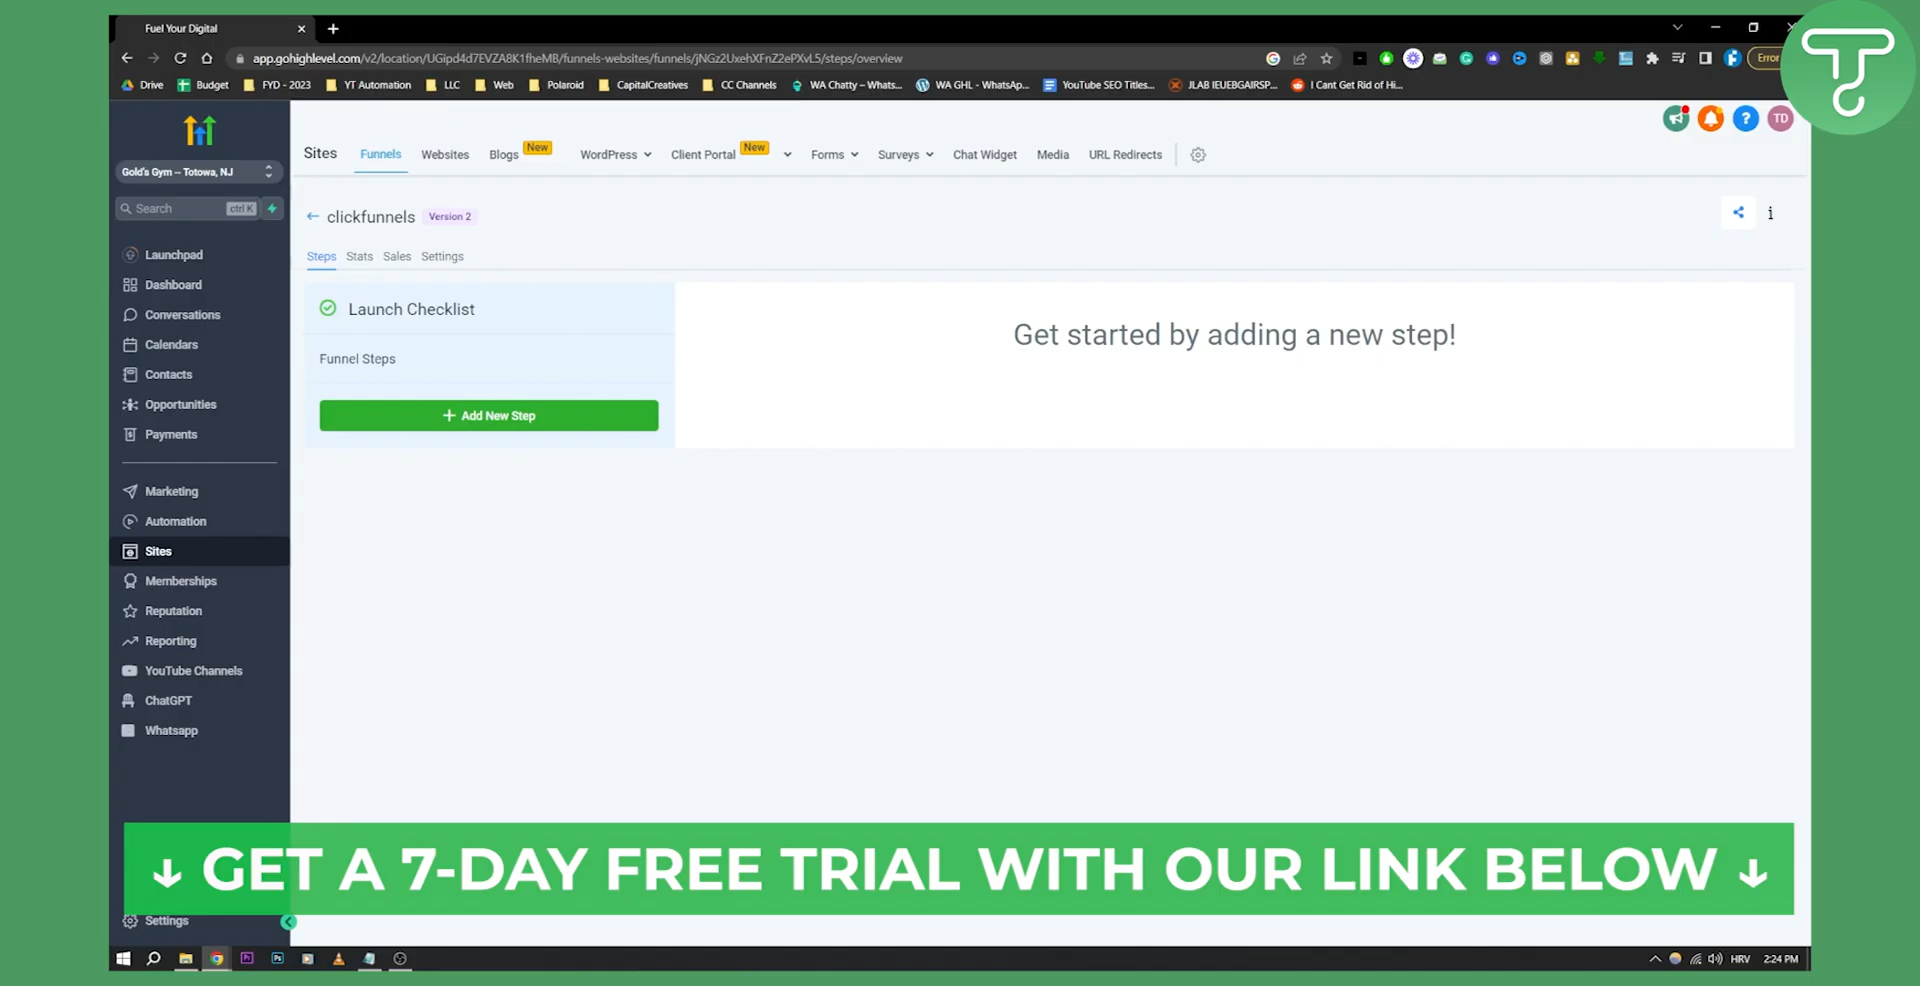 Fuel Your Digital
app.gohighlevel.com/v2/location/UGipd4d7EVZA8K1fheMB/funnels-websites/funnels/jNGz2UxehXFnZ2ePXvL5/steps/overview
Error
Drive Budget FYD - 2023 YT Automation LLC Web Polaroid CapitalCreatives CC Channels WA Chatty – Whats... WA GHL - WhatsAp... YouTube SEO Titles... JLAB IEUEBGAIRSP... I Cant Get Rid of Hi...
TD
Sites Funnels Websites Blogs New WordPress Client Portal New Forms Surveys Chat Widget Media URL Redirects
Gold's Gym -- Totowa, NJ
Search ctrl K
clickfunnels Version 2
Steps Stats Sales Settings
Launch Checklist
Funnel Steps
+ Add New Step
Get started by adding a new step!
Launchpad
Dashboard
Conversations
Calendars
Contacts
Opportunities
Payments
Marketing
Automation
Sites
Memberships
Reputation
Reporting
YouTube Channels
ChatGPT
Whatsapp
↓ GET A 7-DAY FREE TRIAL WITH OUR LINK BELOW ↓
Settings
HRV 2:24 PM